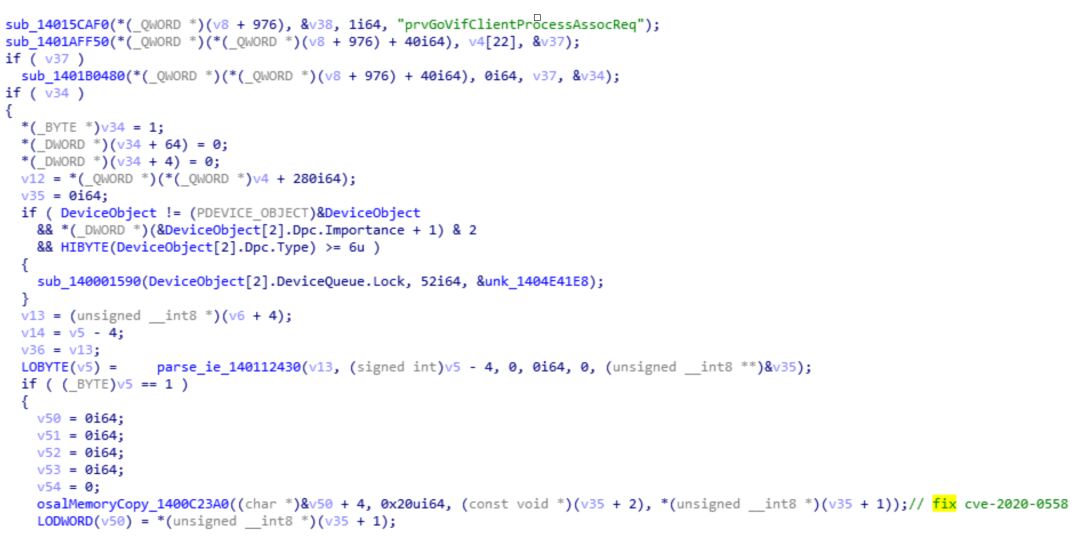 sub_14015CAF0(*(_QWORD *)(v8 + 976), &v38, 1i64, "prvGoVifClientProcessAssocReq");
sub_1401AFF50(*(_QWORD *)(*(_QWORD *)(v8 + 976) + 40i64), v4[22], &v37);
if ( v37 )
  sub_1401B0480(*(_QWORD *)(*(_QWORD *)(v8 + 976) + 40i64), 0i64, v37, &v34);
if ( v34 )
{
  *(_BYTE *)v34 = 1;
  *(_DWORD *)(v34 + 64) = 0;
  *(_DWORD *)(v34 + 4) = 0;
  v12 = *(_QWORD *)(*(_QWORD *)v4 + 280i64);
  v35 = 0i64;
  if ( DeviceObject != (PDEVICE_OBJECT)&DeviceObject
    && *(_DWORD *)(&DeviceObject[2].Dpc.Importance + 1) & 2
    && HIBYTE(DeviceObject[2].Dpc.Type) >= 6u )
  {
    sub_140001590(DeviceObject[2].DeviceQueue.Lock, 52i64, &unk_1404E41E8);
  }
  v13 = (unsigned __int8 *)(v6 + 4);
  v14 = v5 - 4;
  v36 = v13;
  LOBYTE(v5) =     parse_ie_140112430(v13, (signed int)v5 - 4, 0, 0i64, 0, (unsigned __int8 **)&v35);
  if ( (_BYTE)v5 == 1 )
  {
    v50 = 0i64;
    v51 = 0i64;
    v52 = 0i64;
    v53 = 0i64;
    v54 = 0;
    osalMemoryCopy_1400C23A0((char *)&v50 + 4, 0x20ui64, (const void *)(v35 + 2), *(unsigned __int8 *)(v35 + 1));// fix cve-2020-0558
    LODWORD(v50) = *(unsigned __int8 *)(v35 + 1);